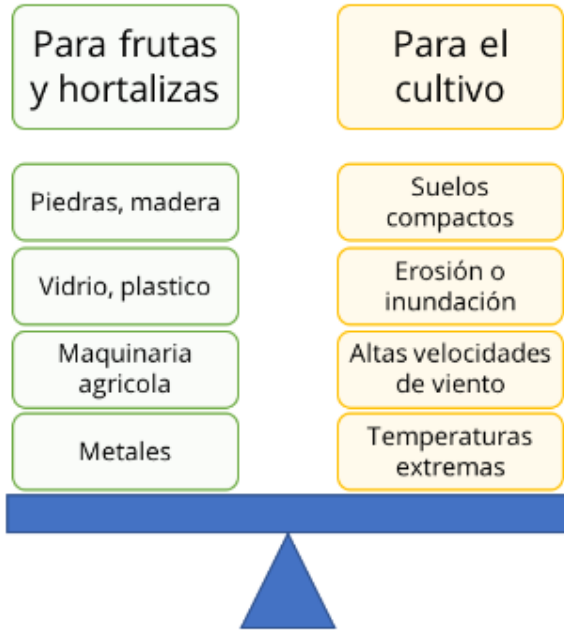 Para frutas
y hortalizas
Piedras, madera
Vidrio, plastico
Maquinaria
agricola
Metales
Para el
cultivo
Suelos
compactos
Erosión o
inundación
Altas velocidades
de viento
Temperaturas
extremas